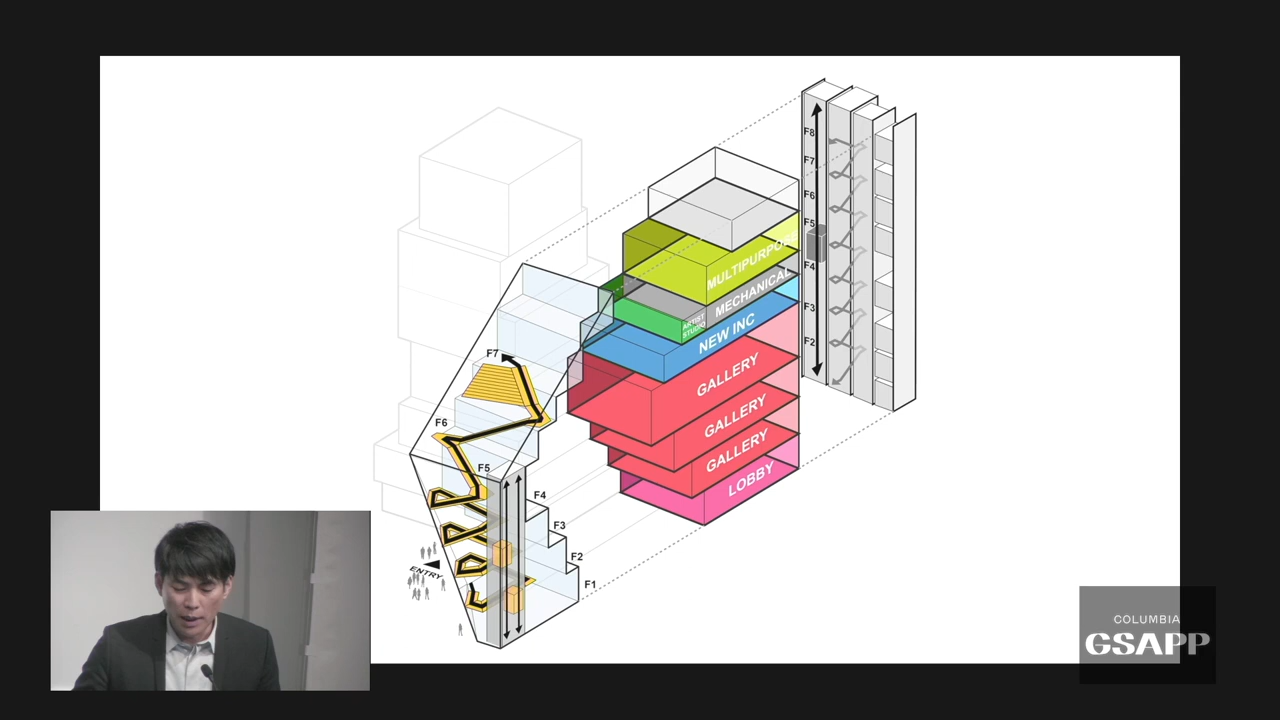 F8
F7
F6
F5
F4
F3
F2
MULTIPURPOSE
MECHANICAL
ARTIST
STUDIO
NEW INC
GALLERY
GALLERY
GALLERY
LOBBY
F7
F6
F5
F4
F3
F2
F1
ENTRY
COLUMBIA
GSAPP